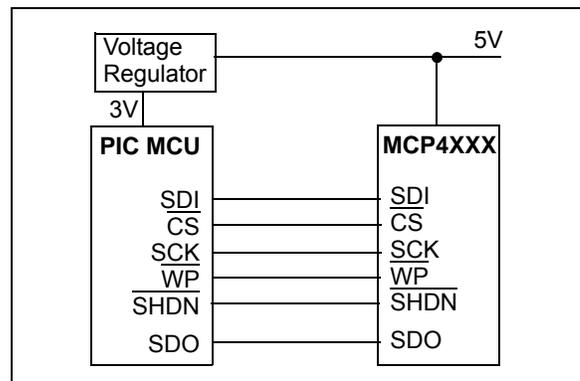 Voltage
Regulator
5V
3V
PIC MCU
MCP4XXX
SDI
CS
SCK
WP
SHDN
SDO
SDI
CS
SCK
WP
SHDN
SDO